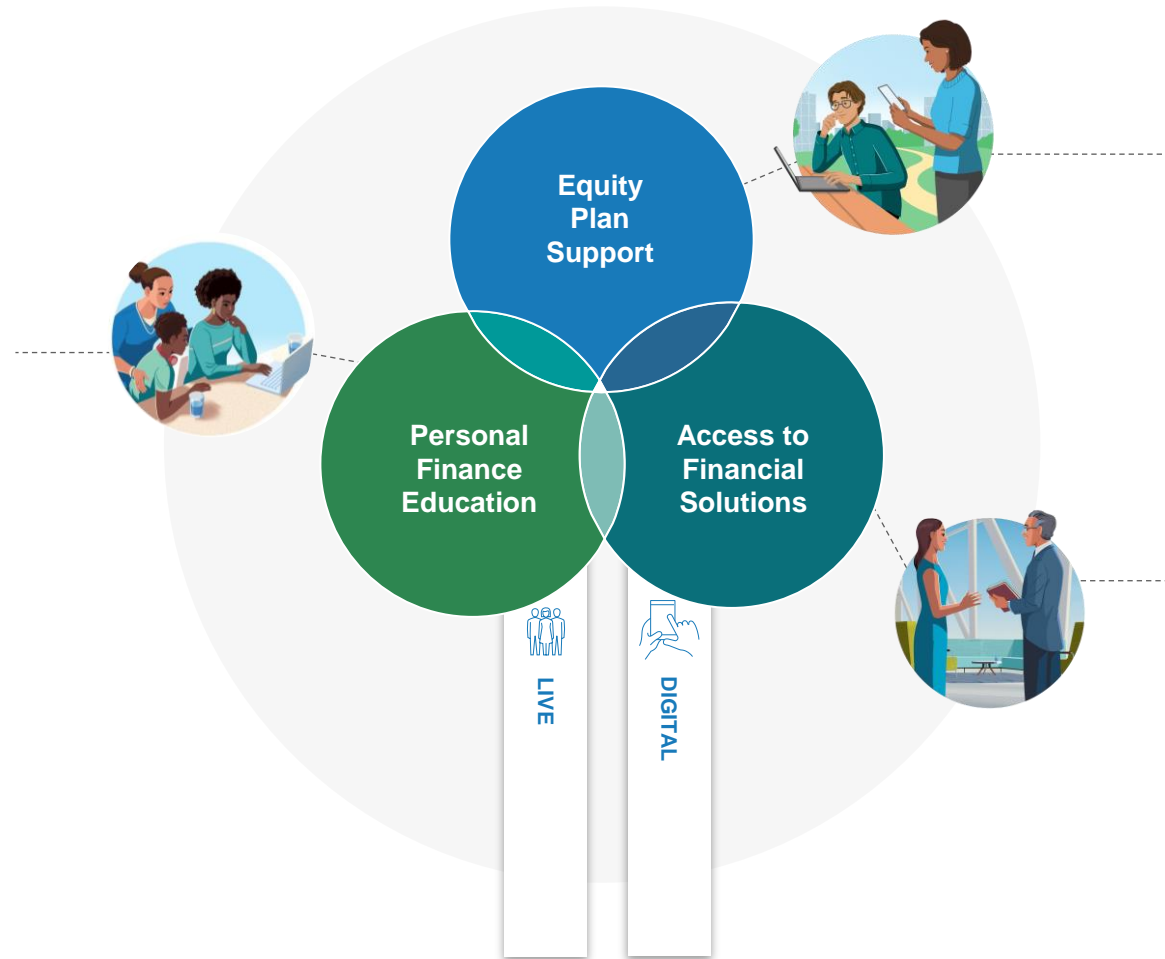 Equity
Plan
Support
Personal
Finance
Education
Access to
Financial
Solutions
LIVE
DIGITAL